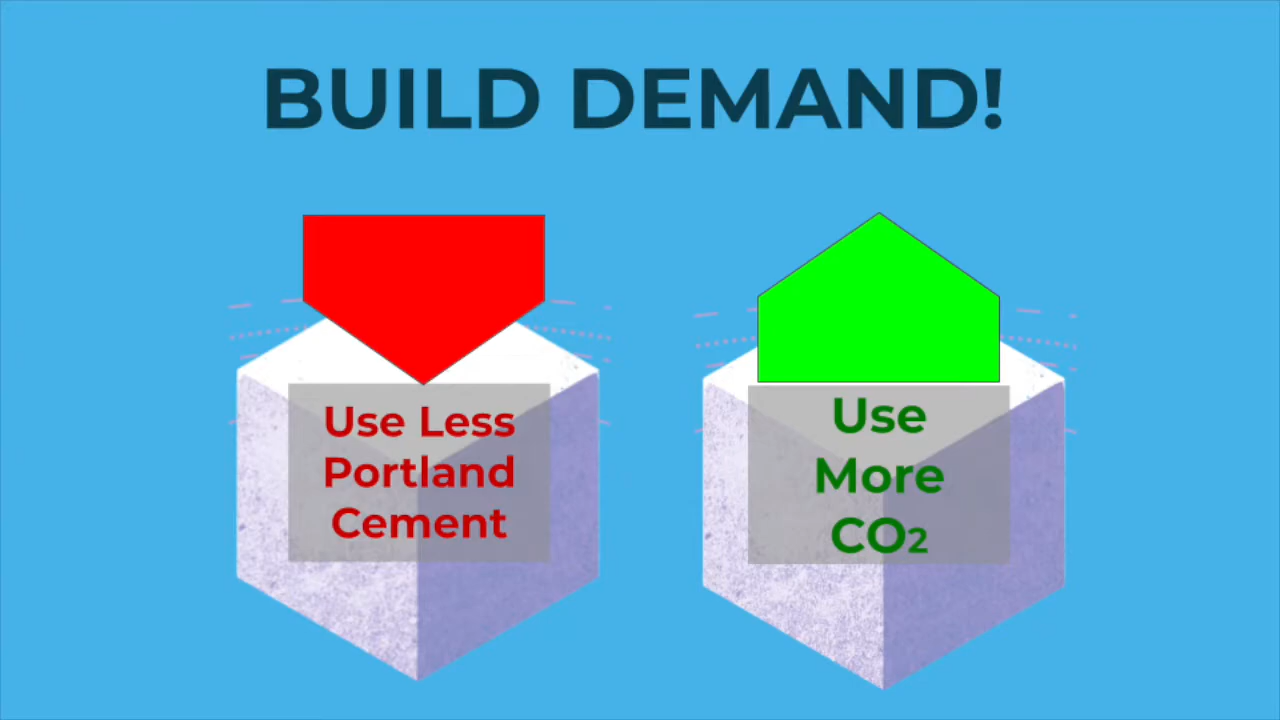 BUILD DEMAND!
Use Less
Portland
Cement
Use
More
CO2